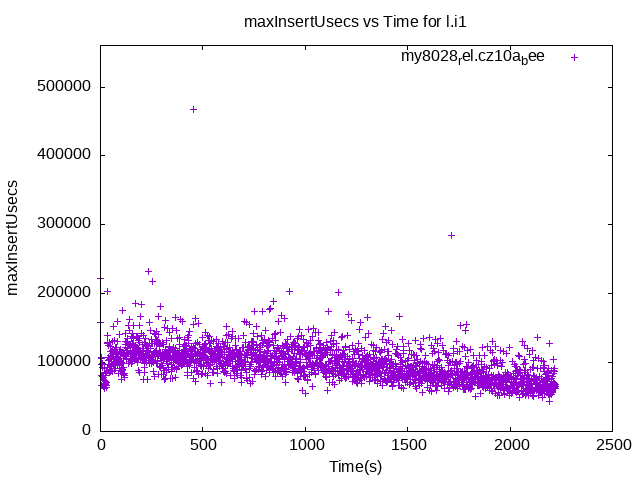 maxInsertUsecs vs Time for l.i1
my8028rel.cz10abee
500000
400000
300000
200000
100000
0
maxInsertUsecs
0 500 1000 1500 2000 2500
Time(s)